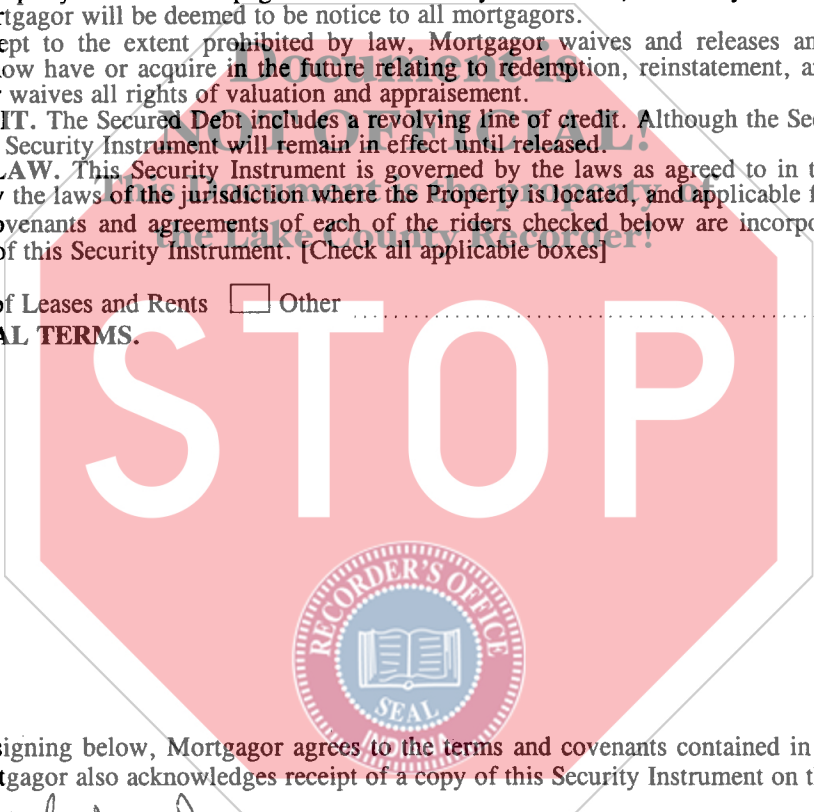 rtgagor will be deemed to be notice to all mortgagors.
ept to the extent prohibited by law, Mortgagor waives and releases an
now have or acquire in the future relating to redemption, reinstatement, a
waives all rights of valuation and appraisement.
IT. The Secured Debt includes a revolving line of credit. Although the Sec
Security Instrument will remain in effect until released.
LAW. This Security Instrument is governed by the laws as agreed to in t
the laws of the jurisdiction where the Property is located, and applicable f
ovenants and agreements of each of the riders checked below are incorpo
of this Security Instrument. [Check all applicable boxes]
of Leases and Rents Other
AL TERMS.
Document is
NOT OFFICIAL!
This Document is the property of
the Lake County Recorder!
STOP
RECORDER'S OFFICE
SEAL
INDIANA
signing below, Mortgagor agrees to the terms and covenants contained in
tgagor also acknowledges receipt of a copy of this Security Instrument on t